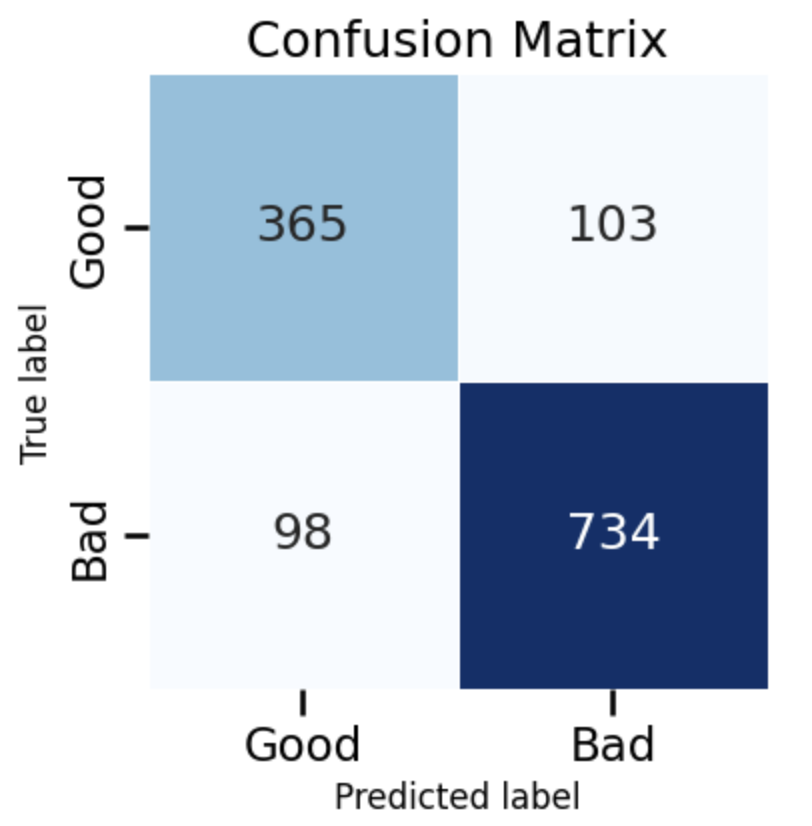 Confusion Matrix
True label
Good
365
103
Bad
98
734
Good
Bad
Predicted label